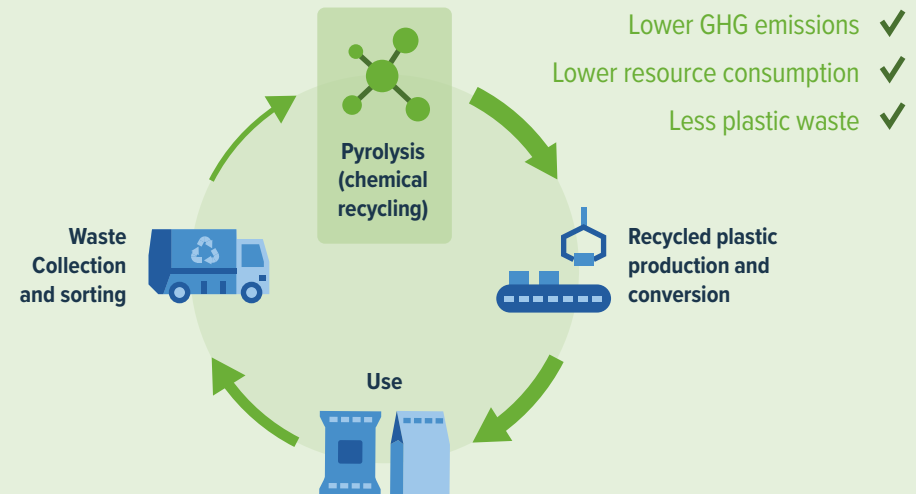 Lower GHG emissions
Lower resource consumption
Less plastic waste
Pyrolysis
(chemical
recycling)
Waste
Collection
and sorting
Recycled plastic
production and
conversion
Use